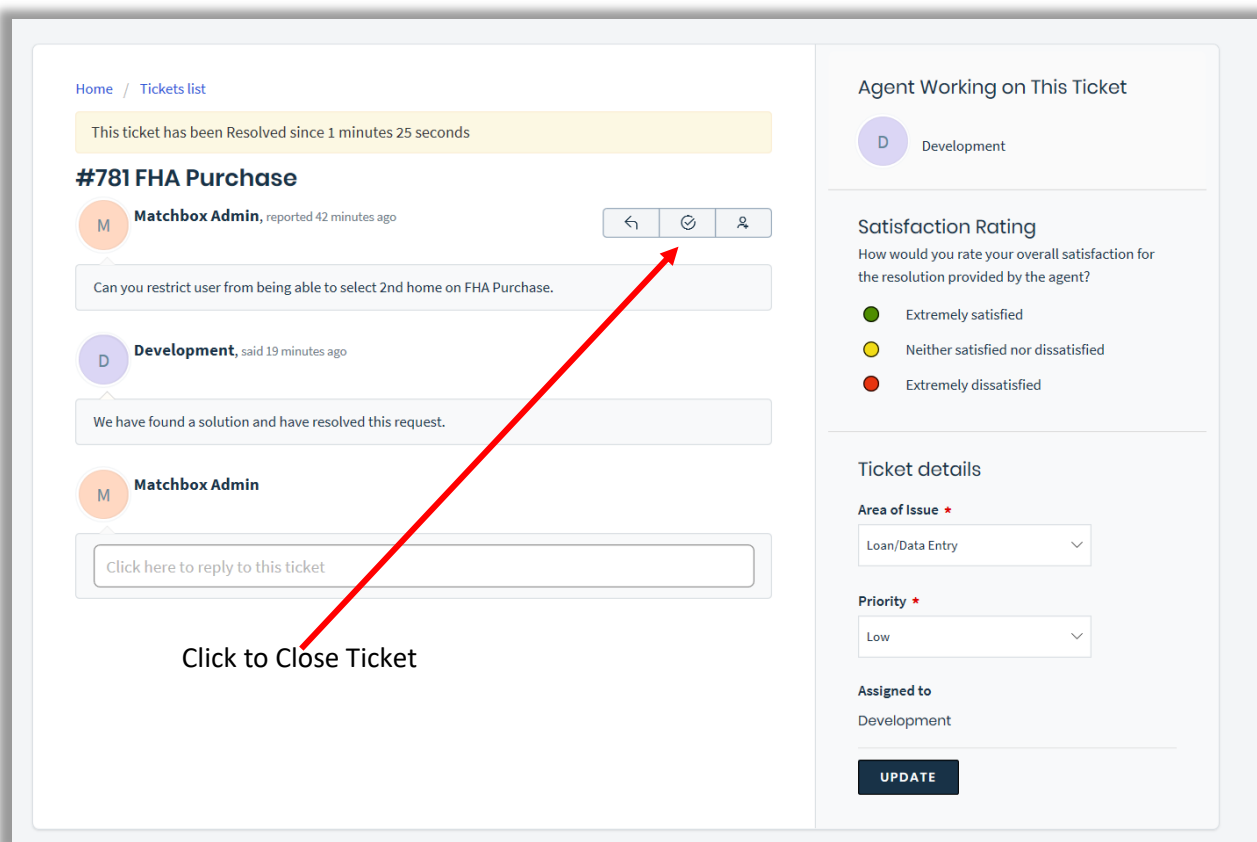 Home / Tickets list
This ticket has been Resolved since 1 minutes 25 seconds
#781 FHA Purchase
M
Matchbox Admin, reported 42 minutes ago
Can you restrict user from being able to select 2nd home on FHA Purchase.
D
Development, said 19 minutes ago
We have found a solution and have resolved this request.
M
Matchbox Admin
Click here to reply to this ticket
Click to Close Ticket
Agent Working on This Ticket
D
Development
Satisfaction Rating
How would you rate your overall satisfaction for
the resolution provided by the agent?
Extremely satisfied
Neither satisfied nor dissatisfied
Extremely dissatisfied
Ticket details
Area of Issue *
Loan/Data Entry
Priority *
Low
Assigned to
Development
UPDATE